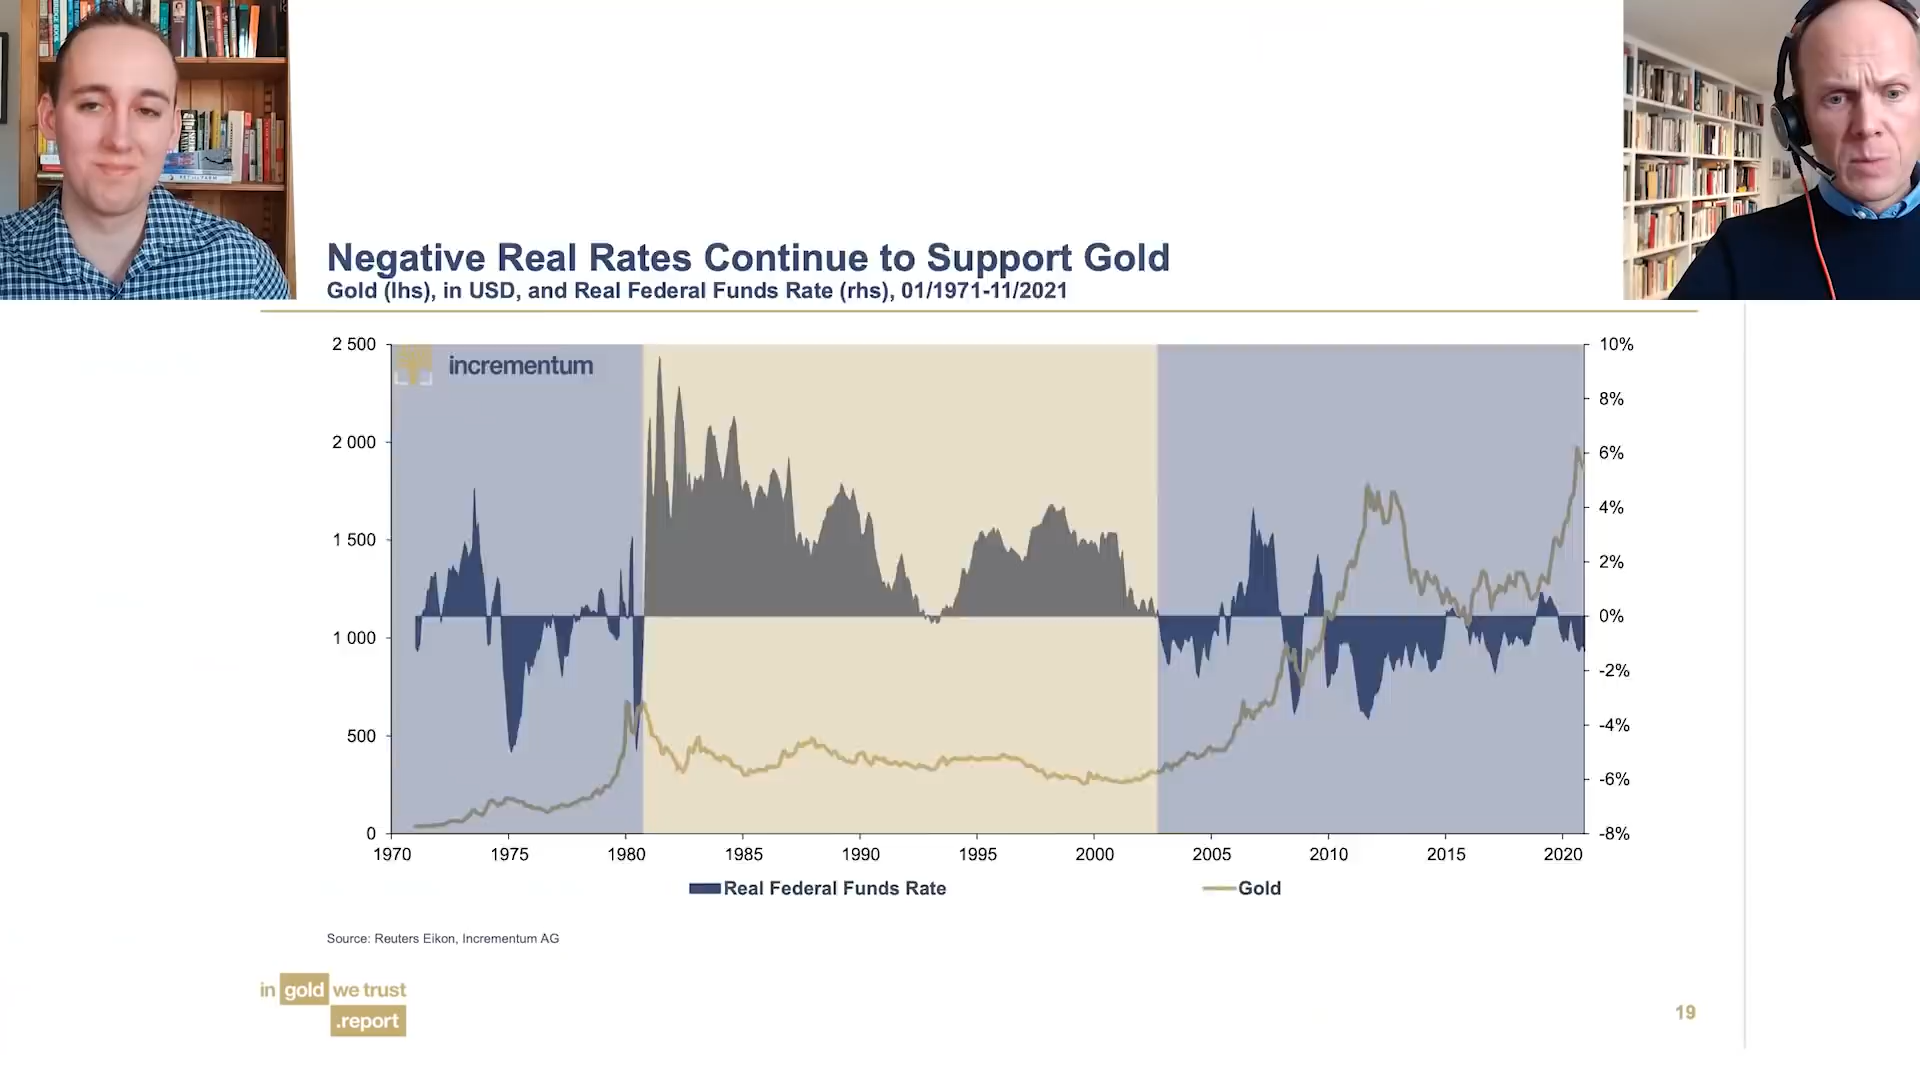 Negative Real Rates Continue to Support Gold
Gold (lhs), in USD, and Real Federal Funds Rate (rhs), 01/1971-11/2021
incrementum
2 500
2 000
1 500
1 000
500
0
10%
8%
6%
4%
2%
0%
-2%
-4%
-6%
-8%
1970 1975 1980 1985 1990 1995 2000 2005 2010 2015 2020
Real Federal Funds Rate Gold
Source: Reuters Eikon, Incrementum AG
in gold we trust
.report
19